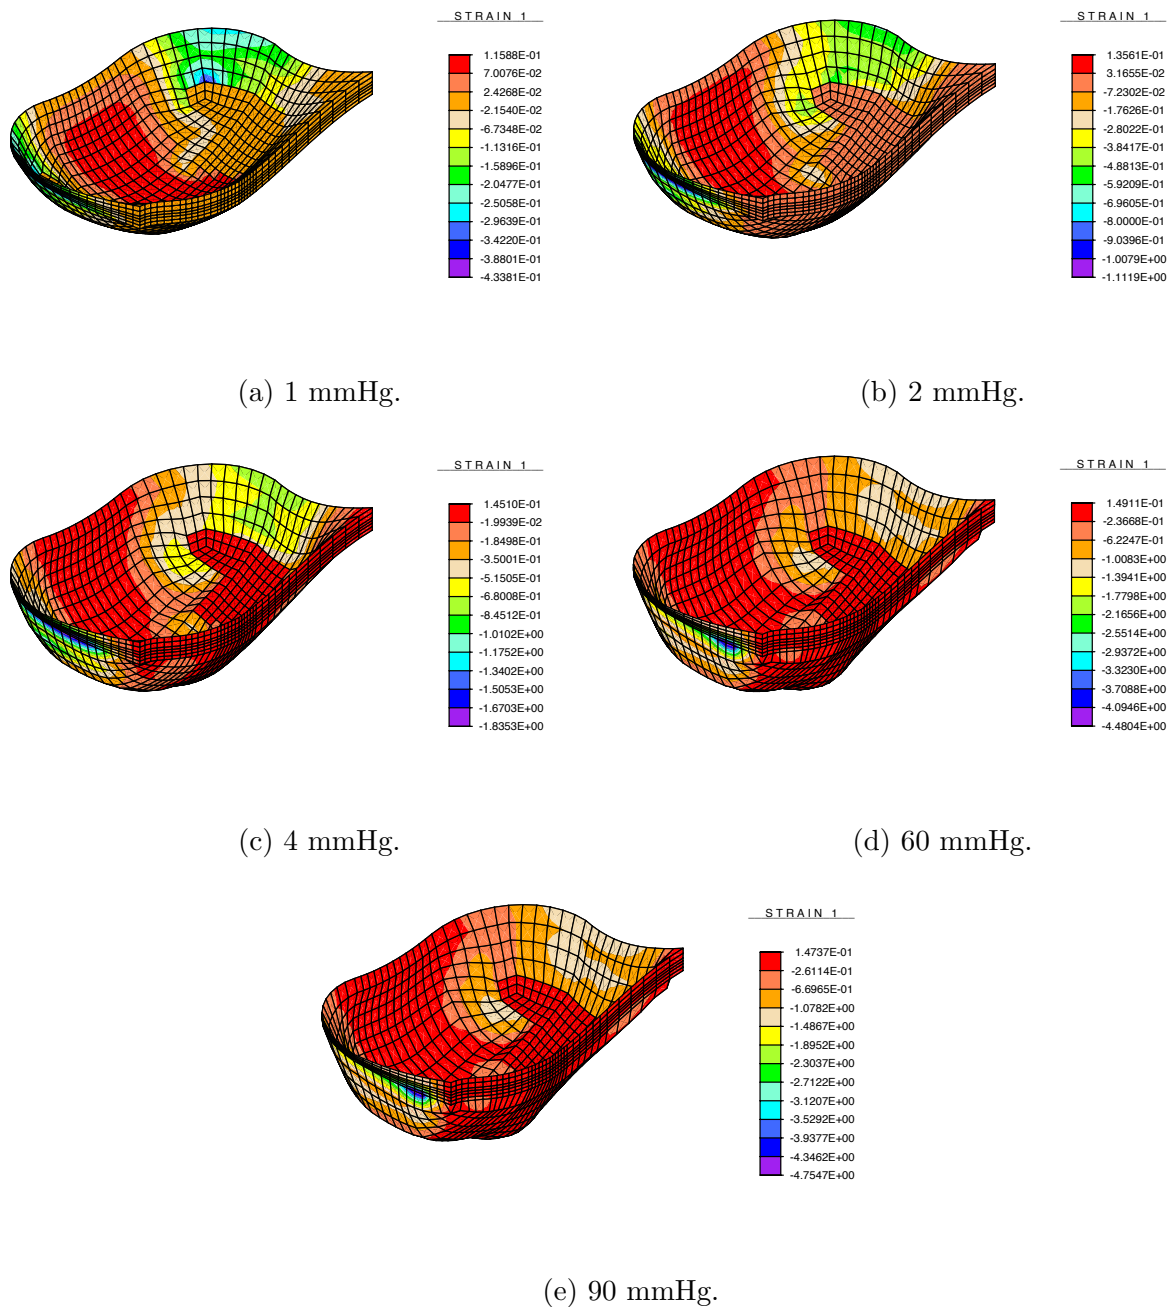 STRAIN 1
1.1588E-01
7.0076E-02
2.4268E-02
-2.1540E-02
-6.7348E-02
-1.1316E-01
-1.5896E-01
-2.0477E-01
-2.5058E-01
-2.9639E-01
-3.4220E-01
-3.8801E-01
-4.3381E-01
(a) 1 mmHg.
STRAIN 1
1.3561E-01
3.1655E-02
-7.2302E-02
-1.7626E-01
-2.8022E-01
-3.8417E-01
-4.8813E-01
-5.9209E-01
-6.9605E-01
-8.0000E-01
-9.0396E-01
-1.0079E+00
-1.1119E+00
(b) 2 mmHg.
STRAIN 1
1.4510E-01
-1.9939E-02
-1.8498E-01
-3.5001E-01
-5.1505E-01
-6.8008E-01
-8.4512E-01
-1.0102E+00
-1.1752E+00
-1.3402E+00
-1.5053E+00
-1.6703E+00
-1.8353E+00
(c) 4 mmHg.
STRAIN 1
1.4911E-01
-2.3668E-01
-6.2247E-01
-1.0083E+00
-1.3941E+00
-1.7798E+00
-2.1656E+00
-2.5514E+00
-2.9372E+00
-3.3230E+00
-3.7088E+00
-4.0946E+00
-4.4804E+00
(d) 60 mmHg.
STRAIN 1
1.4737E-01
-2.6114E-01
-6.6965E-01
-1.0782E+00
-1.4867E+00
-1.8952E+00
-2.3037E+00
-2.7122E+00
-3.1207E+00
-3.5292E+00
-3.9377E+00
-4.3462E+00
-4.7547E+00
(e) 90 mmHg.